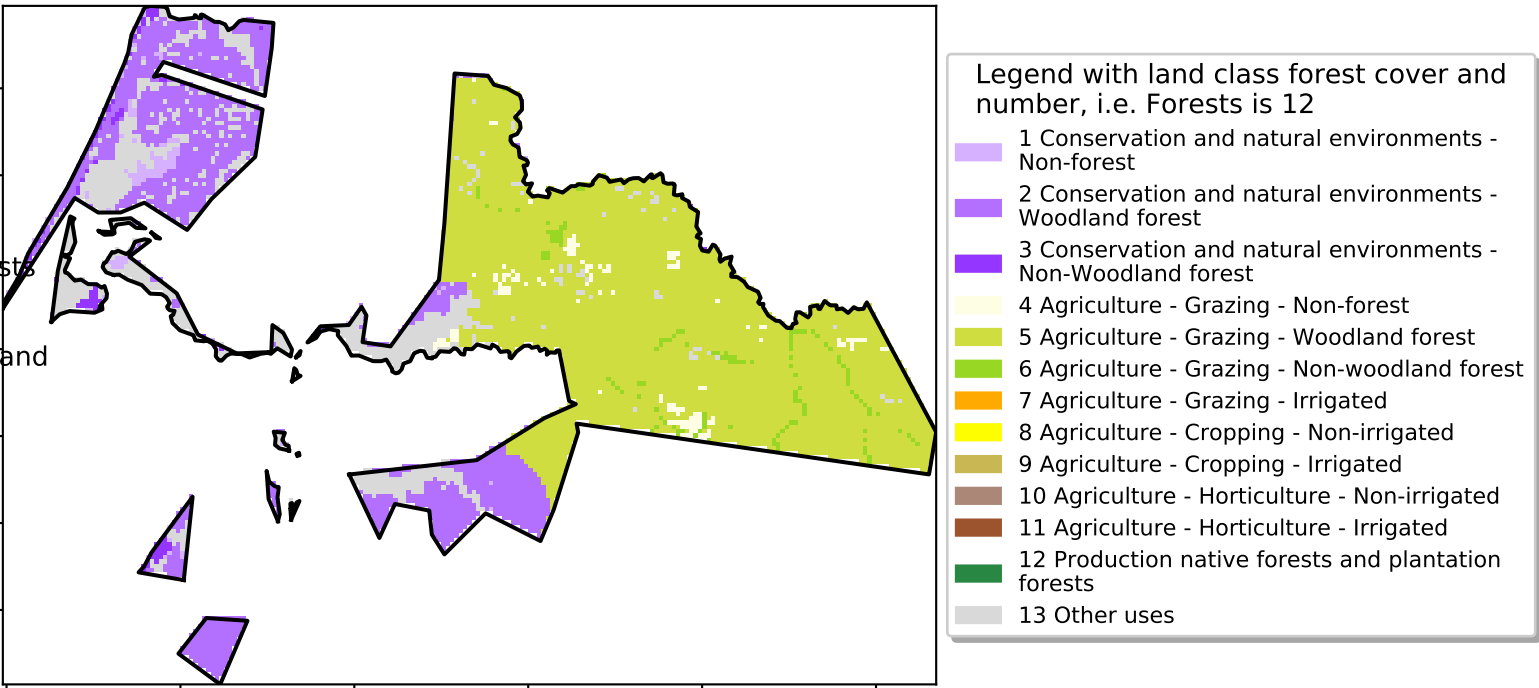 sts
and
Legend with land class forest cover and
number, i.e. Forests is 12
1 Conservation and natural environments -
Non-forest
2 Conservation and natural environments -
Woodland forest
3 Conservation and natural environments -
Non-Woodland forest
4 Agriculture - Grazing - Non-forest
5 Agriculture - Grazing - Woodland forest
6 Agriculture - Grazing - Non-woodland forest
7 Agriculture - Grazing - Irrigated
8 Agriculture - Cropping - Non-irrigated
9 Agriculture - Cropping - Irrigated
10 Agriculture - Horticulture - Non-irrigated
11 Agriculture - Horticulture - Irrigated
12 Production native forests and plantation
forests
13 Other uses